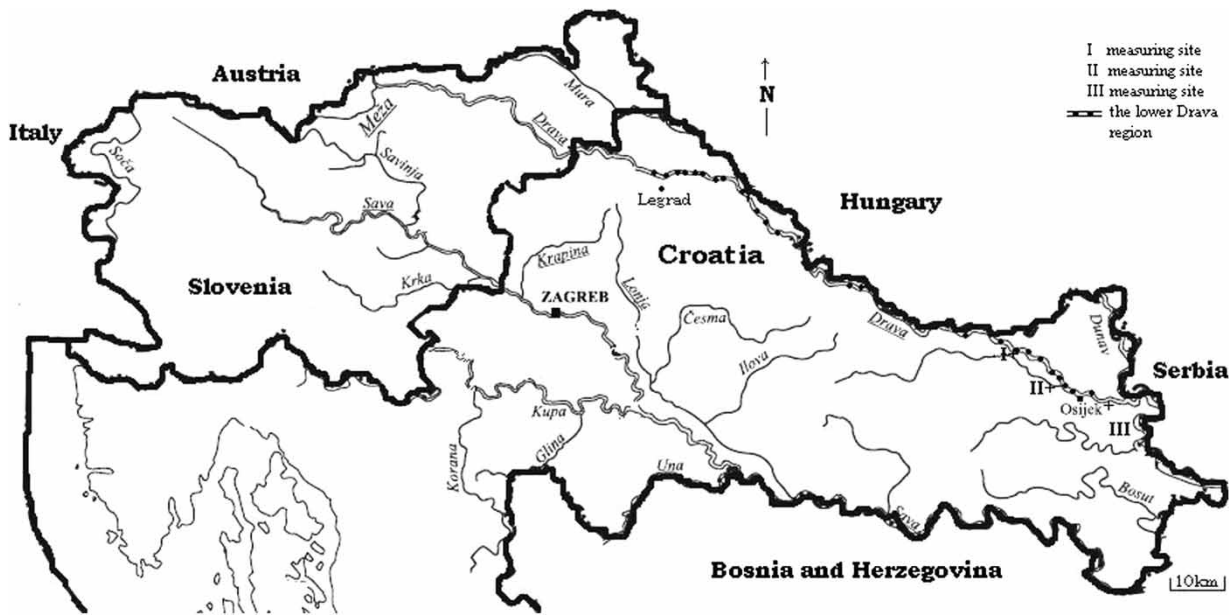 Austria
Italy
Soča
Meža
Savinja
Sava
Mura
Drava
N
I measuring site
II measuring site
III measuring site
the lower Drava
region
Legrad
Hungary
Croatia
Slovenia
Krka
Krapina
ZAGREB
Lonja
Česma
Ilova
Drava
Dunav
Serbia
I
II
Osijek
III
Kupa
Glina
Korana
Una
Sava
Bosut
Bosnia and Herzegovina
10km